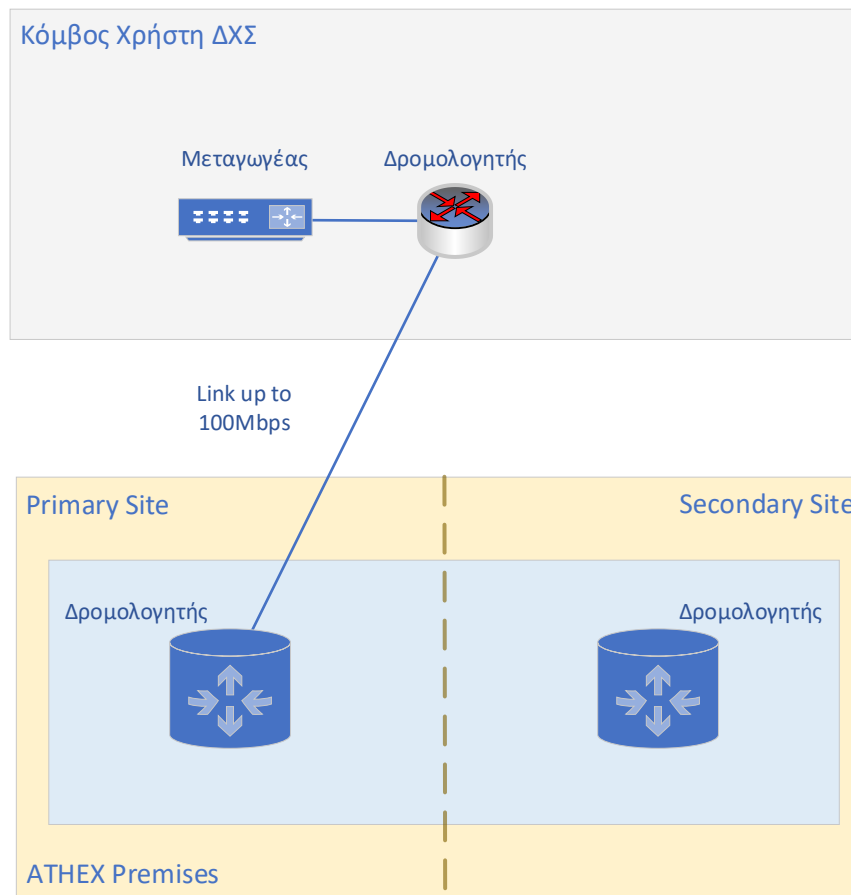 Κόμβος Χρήστη ΔΧΣ
Μεταγωγέας
Δρομολογητής
Link up to
100Mbps
Primary Site
Secondary Site
Δρομολογητής
Δρομολογητής
ATHEX Premises